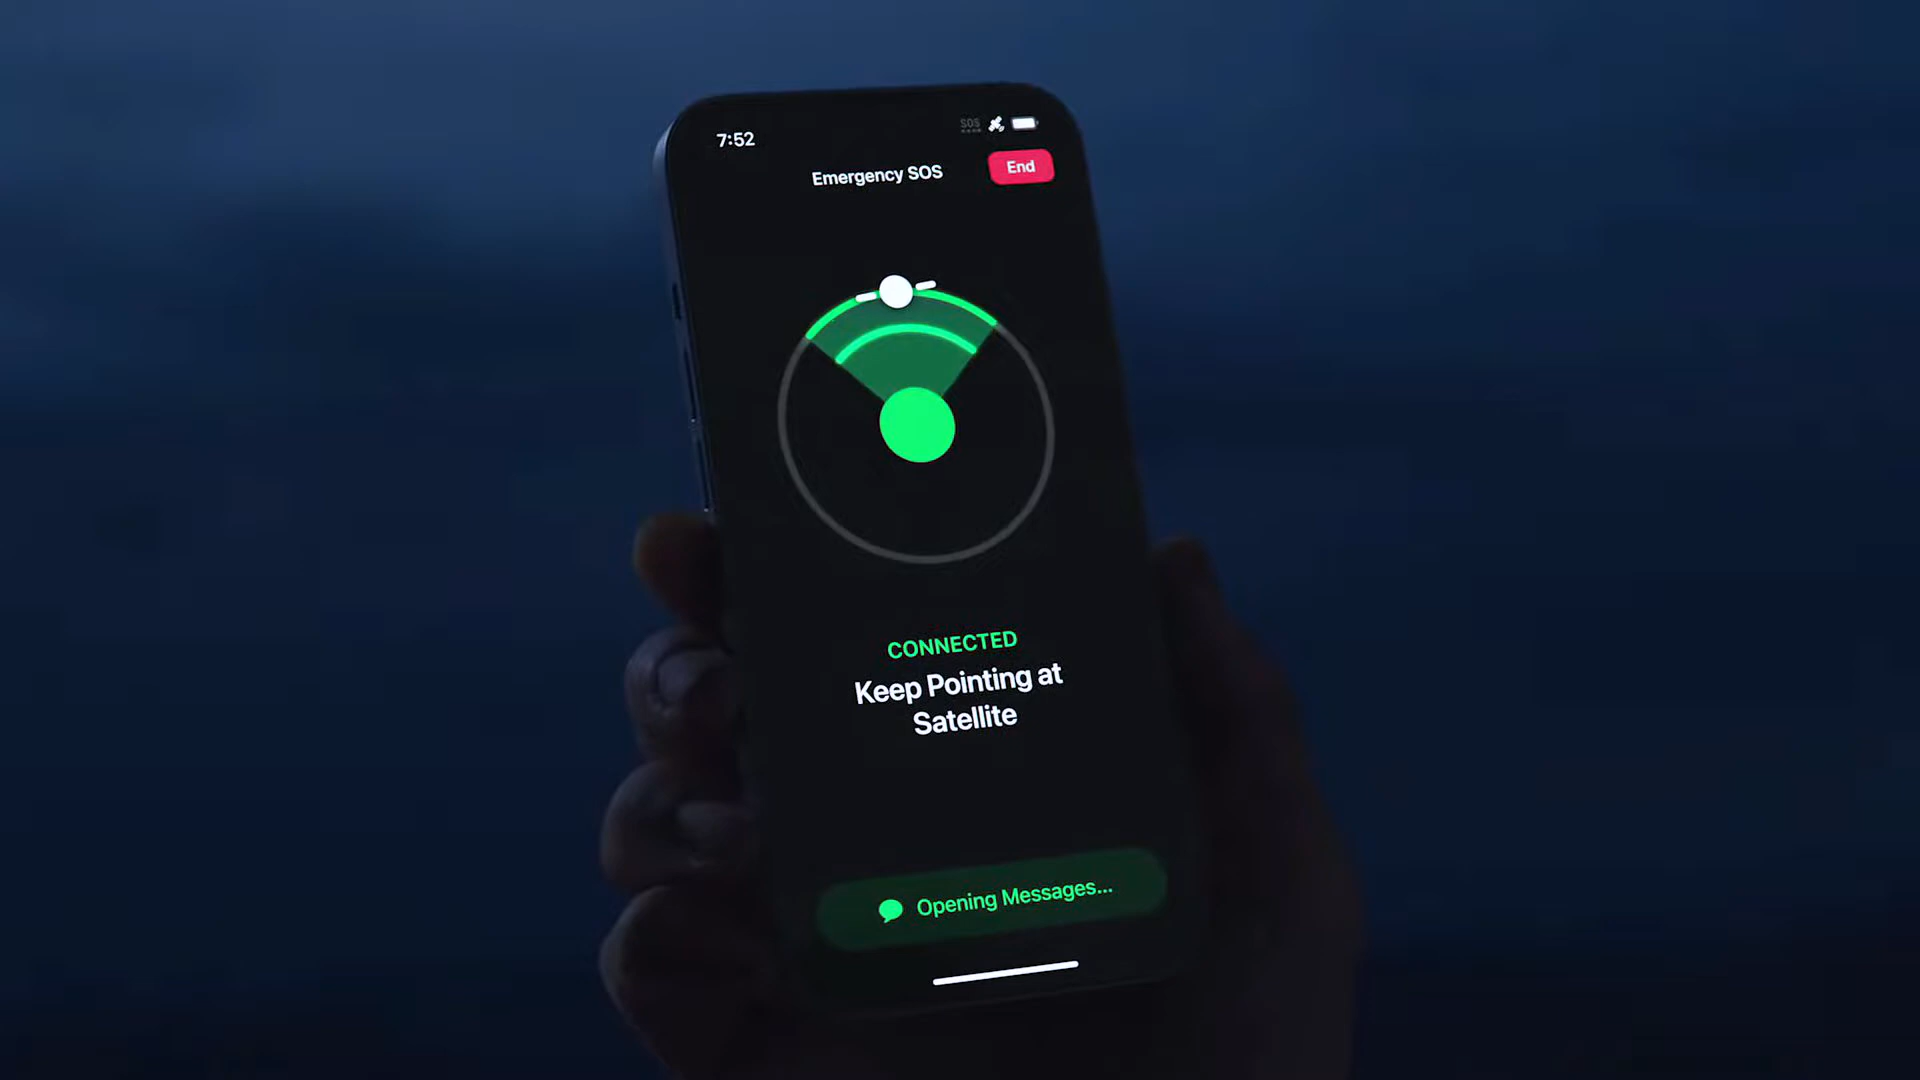 7:52
SOS
Emergency SOS
End
CONNECTED
Keep Pointing at
Satellite
Opening Messages...